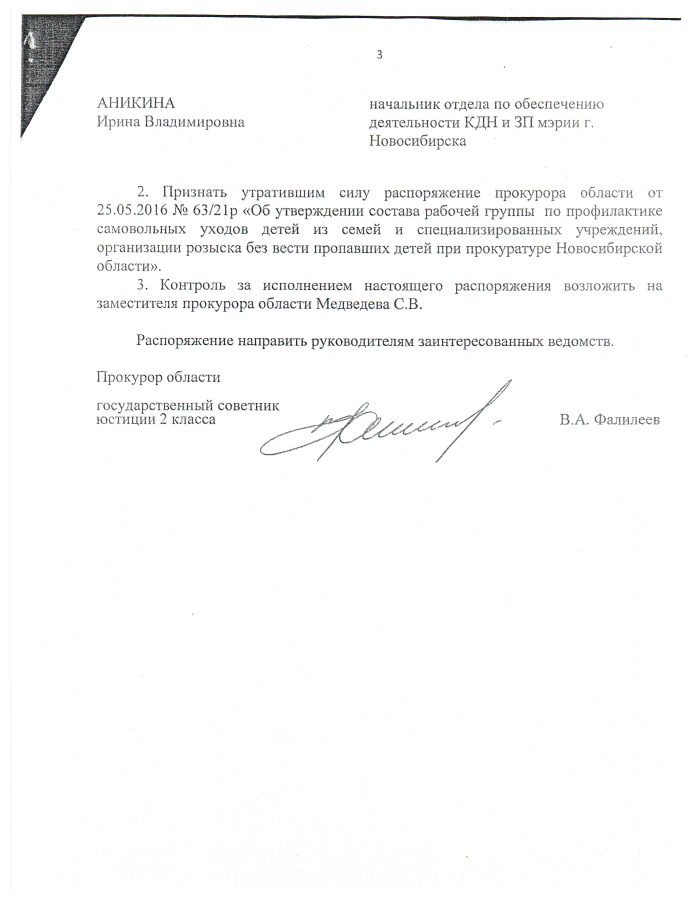 3
АНИКИНА
Ирина Владимировна
начальник отдела по обеспечению
деятельности КДН и ЗП мэрии г.
Новосибирска
2. Признать утратившим силу распоряжение прокурора области от
25.05.2016 № 63/21р «Об утверждении состава рабочей группы по профилактике
самовольных уходов детей из семей и специализированных учреждений,
организации розыска без вести пропавших детей при прокуратуре Новосибирской
области».
3. Контроль за исполнением настоящего распоряжения возложить на
заместителя прокурора области Медведева С.В.
Распоряжение направить руководителям заинтересованных ведомств.
Прокурор области
государственный советник
юстиции 2 класса
В.А. Фалилеев